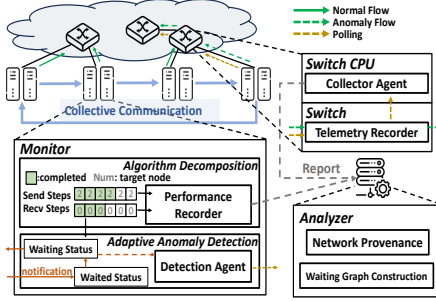 Normal Flow
Anomaly Flow
Polling
Switch CPU
Collector Agent
Switch
Telemetry Recorder
Collective Communication
Monitor
Algorithm Decomposition
:completed Num: target node
Send Steps 2 2 2 2 2 2
Recv Steps 0 0 0 0 0 0
Performance
Recorder
Report
Analyzer
Network Provenance
Waiting Graph Construction
Adaptive Anomaly Detection
Waiting Status
notification
Waited Status
Detection Agent